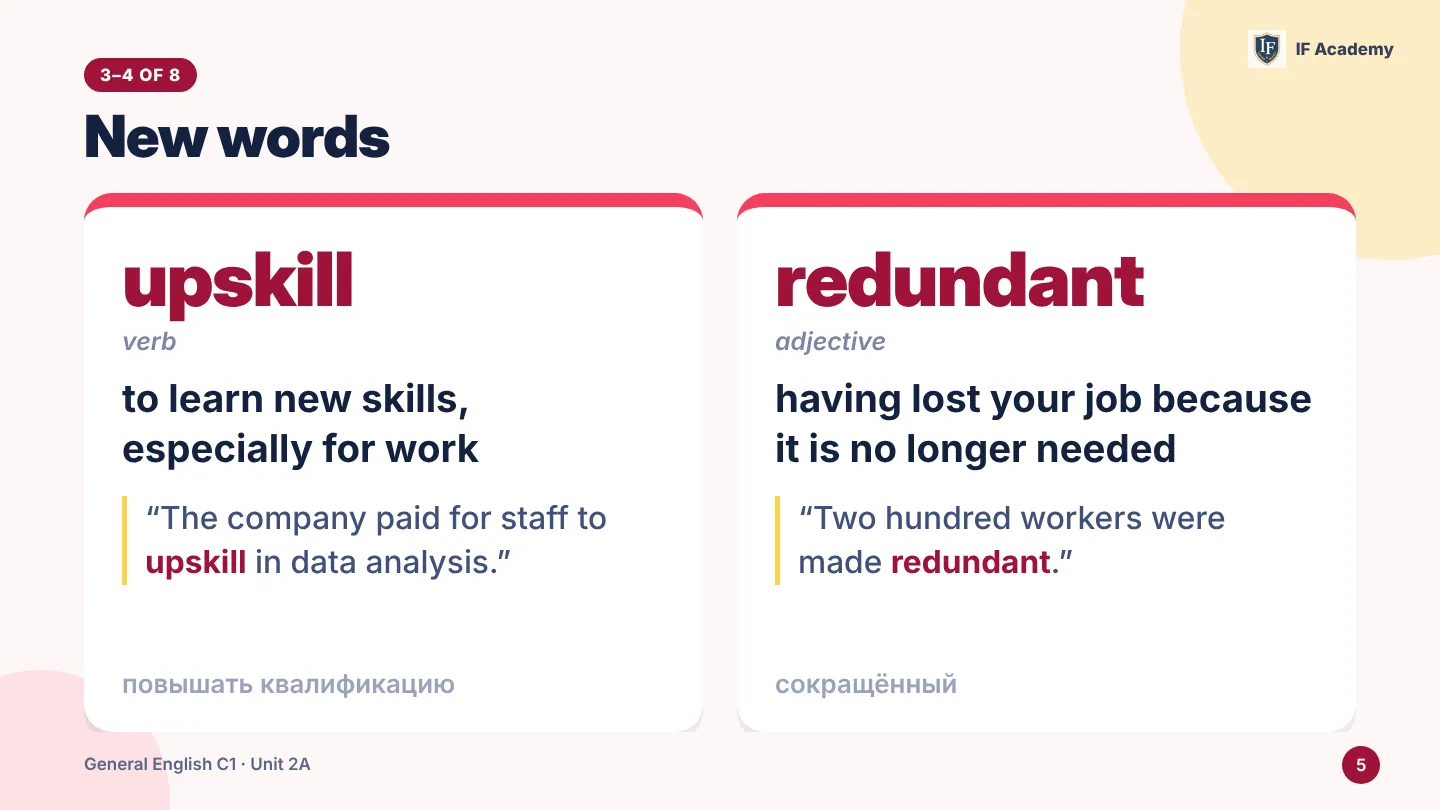 IF
IF Academy
3–4 OF 8
New words
upskill
verb
to learn new skills,
especially for work
“The company paid for staff to
upskill in data analysis.”
повышать квалификацию
redundant
adjective
having lost your job because
it is no longer needed
“Two hundred workers were
made redundant.”
сокращённый
General English C1 · Unit 2A
5